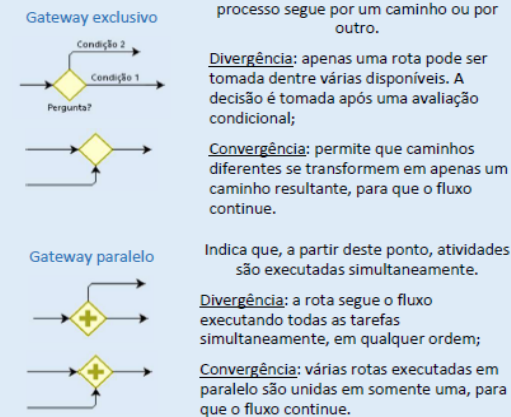 processo segue por um caminho ou por
outro.
Gateway exclusivo
Condição 2
Condição 1
Pergunta?
Divergência: apenas uma rota pode ser
tomada dentre várias disponíveis. A
decisão é tomada após uma avaliação
condicional;
Convergência: permite que caminhos
diferentes se transformem em apenas um
caminho resultante, para que o fluxo
continue.
Gateway paralelo
Indica que, a partir deste ponto, atividades
são executadas simultaneamente.
Divergência: a rota segue o fluxo
executando todas as tarefas
simultaneamente, em qualquer ordem;
Convergência: várias rotas executadas em
paralelo são unidas em somente uma, para
que o fluxo continue.